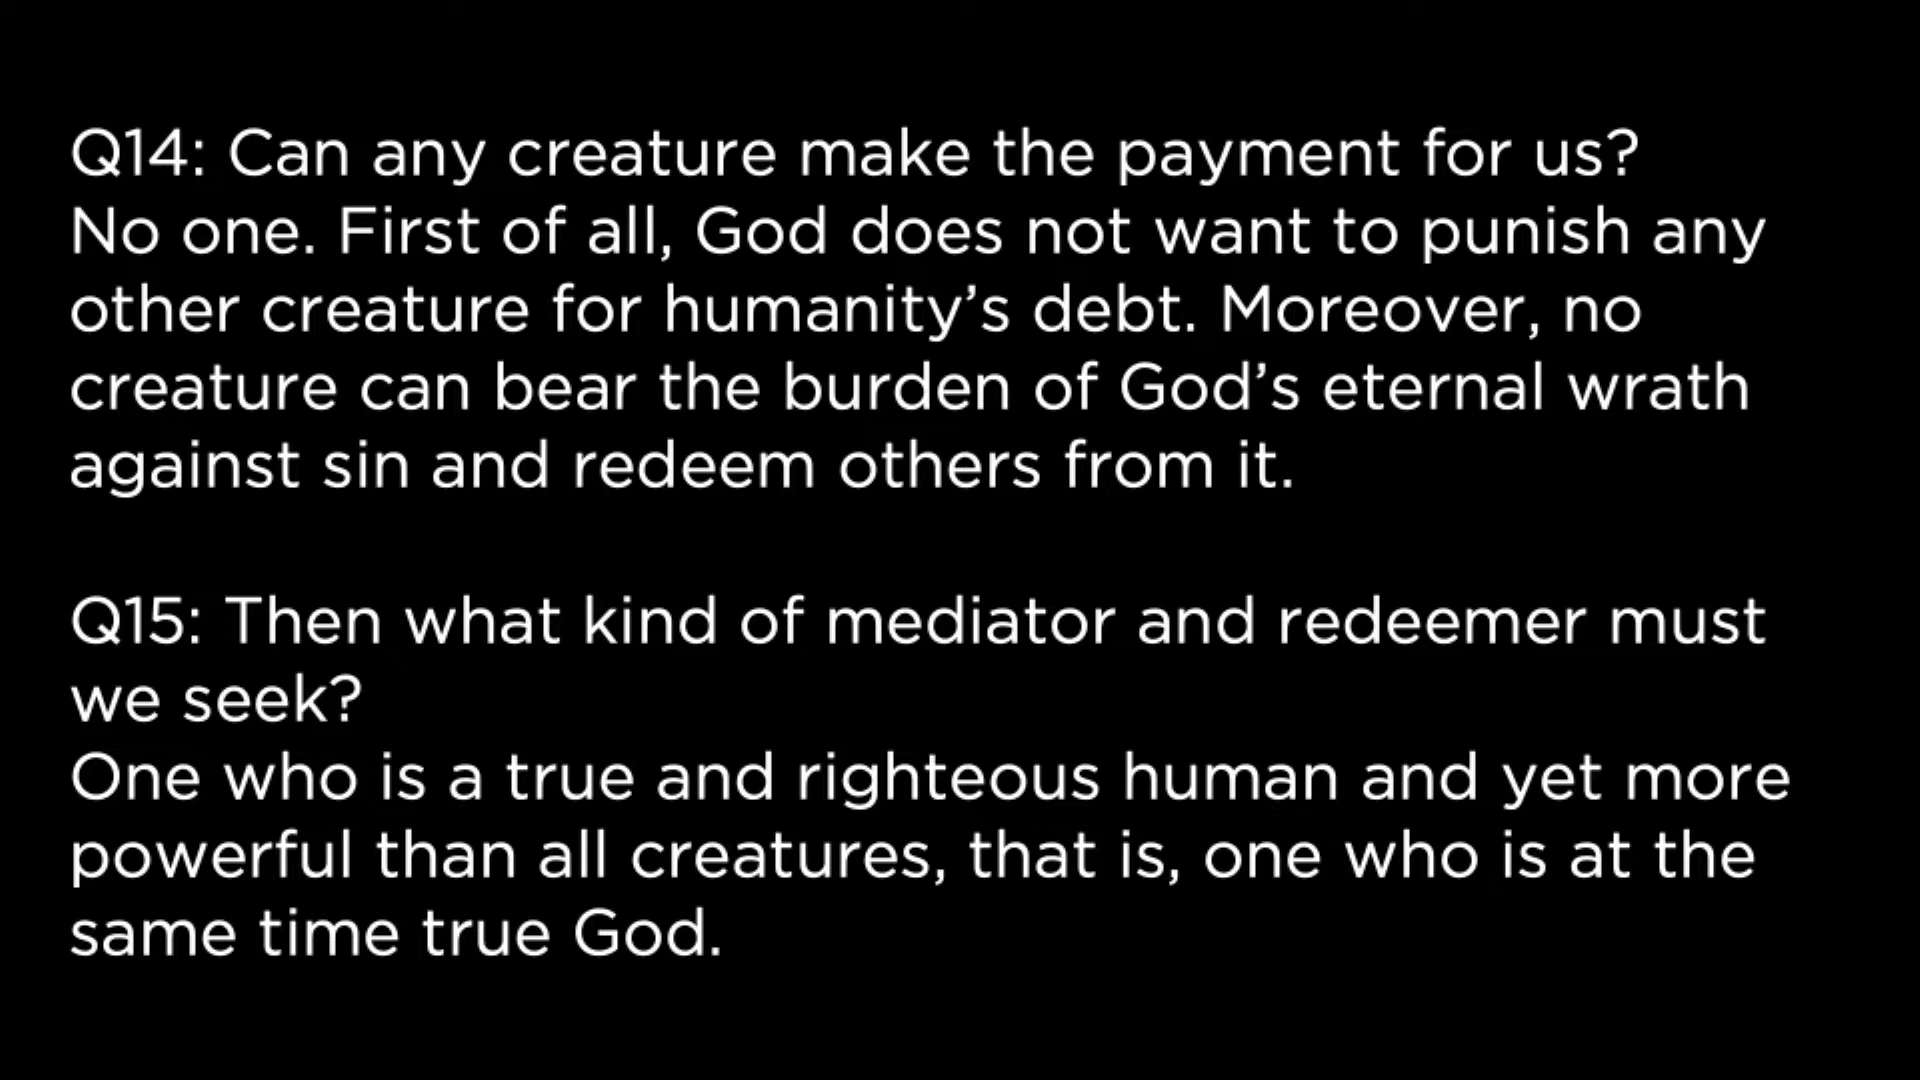 Q14: Can any creature make the payment for us?
No one. First of all, God does not want to punish any
other creature for humanity’s debt. Moreover, no
creature can bear the burden of God’s eternal wrath
against sin and redeem others from it.
Q15: Then what kind of mediator and redeemer must
we seek?
One who is a true and righteous human and yet more
powerful than all creatures, that is, one who is at the
same time true God.